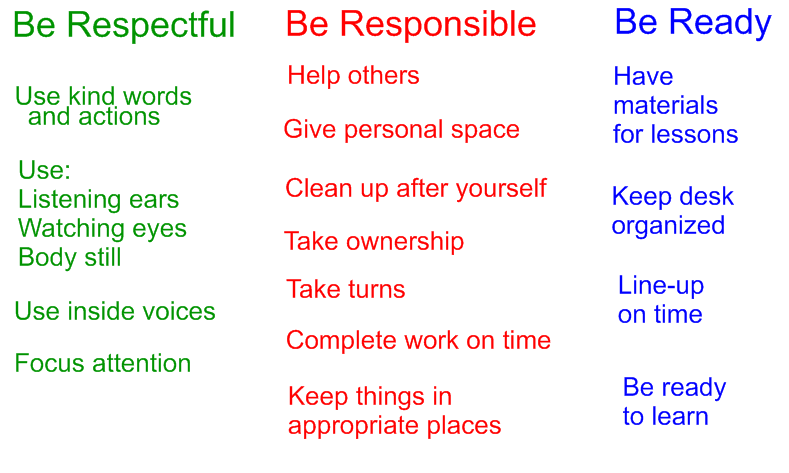 Be Respectful
Use kind words
and actions
Use:
Listening ears
Watching eyes
Body still
Use inside voices
Focus attention
Be Responsible
Help others
Give personal space
Clean up after yourself
Take ownership
Take turns
Complete work on time
Keep things in
appropriate places
Be Ready
Have
materials
for lessons
Keep desk
organized
Line-up
on time
Be ready
to learn